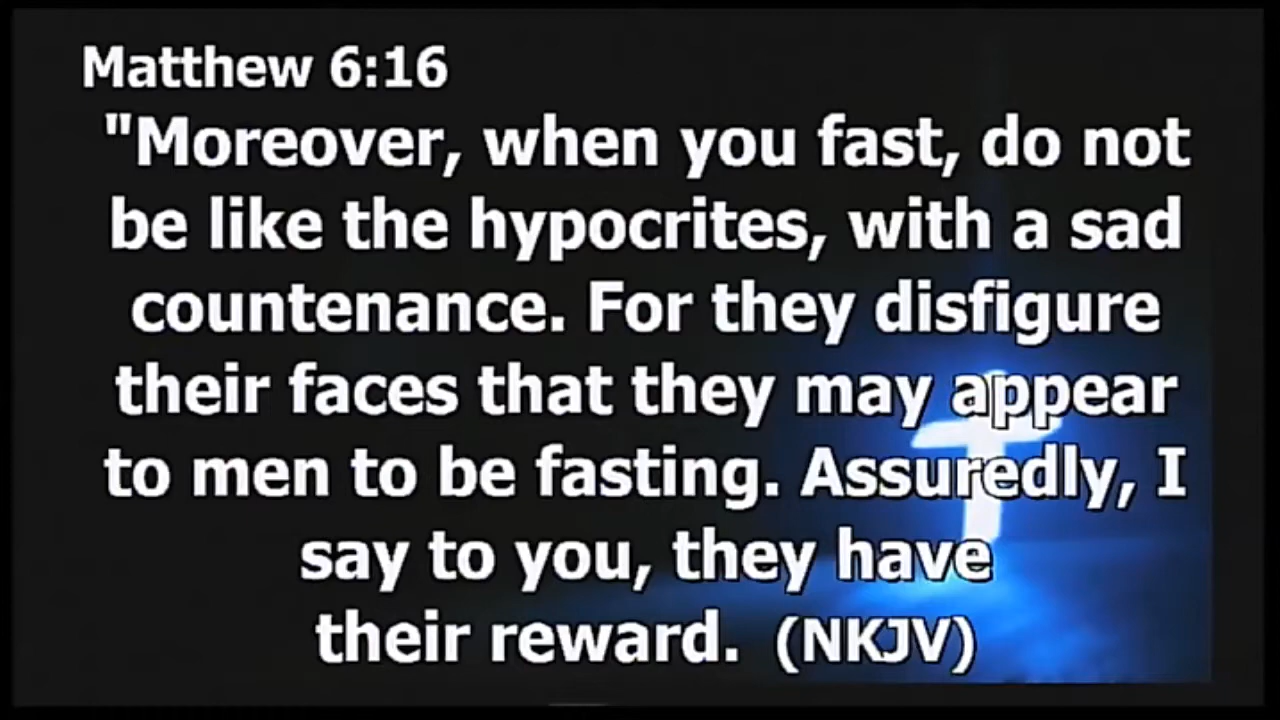 Matthew 6:16
"Moreover, when you fast, do not
be like the hypocrites, with a sad
countenance. For they disfigure
their faces that they may appear
to men to be fasting. Assuredly, I
say to you, they have
their reward. (NKJV)